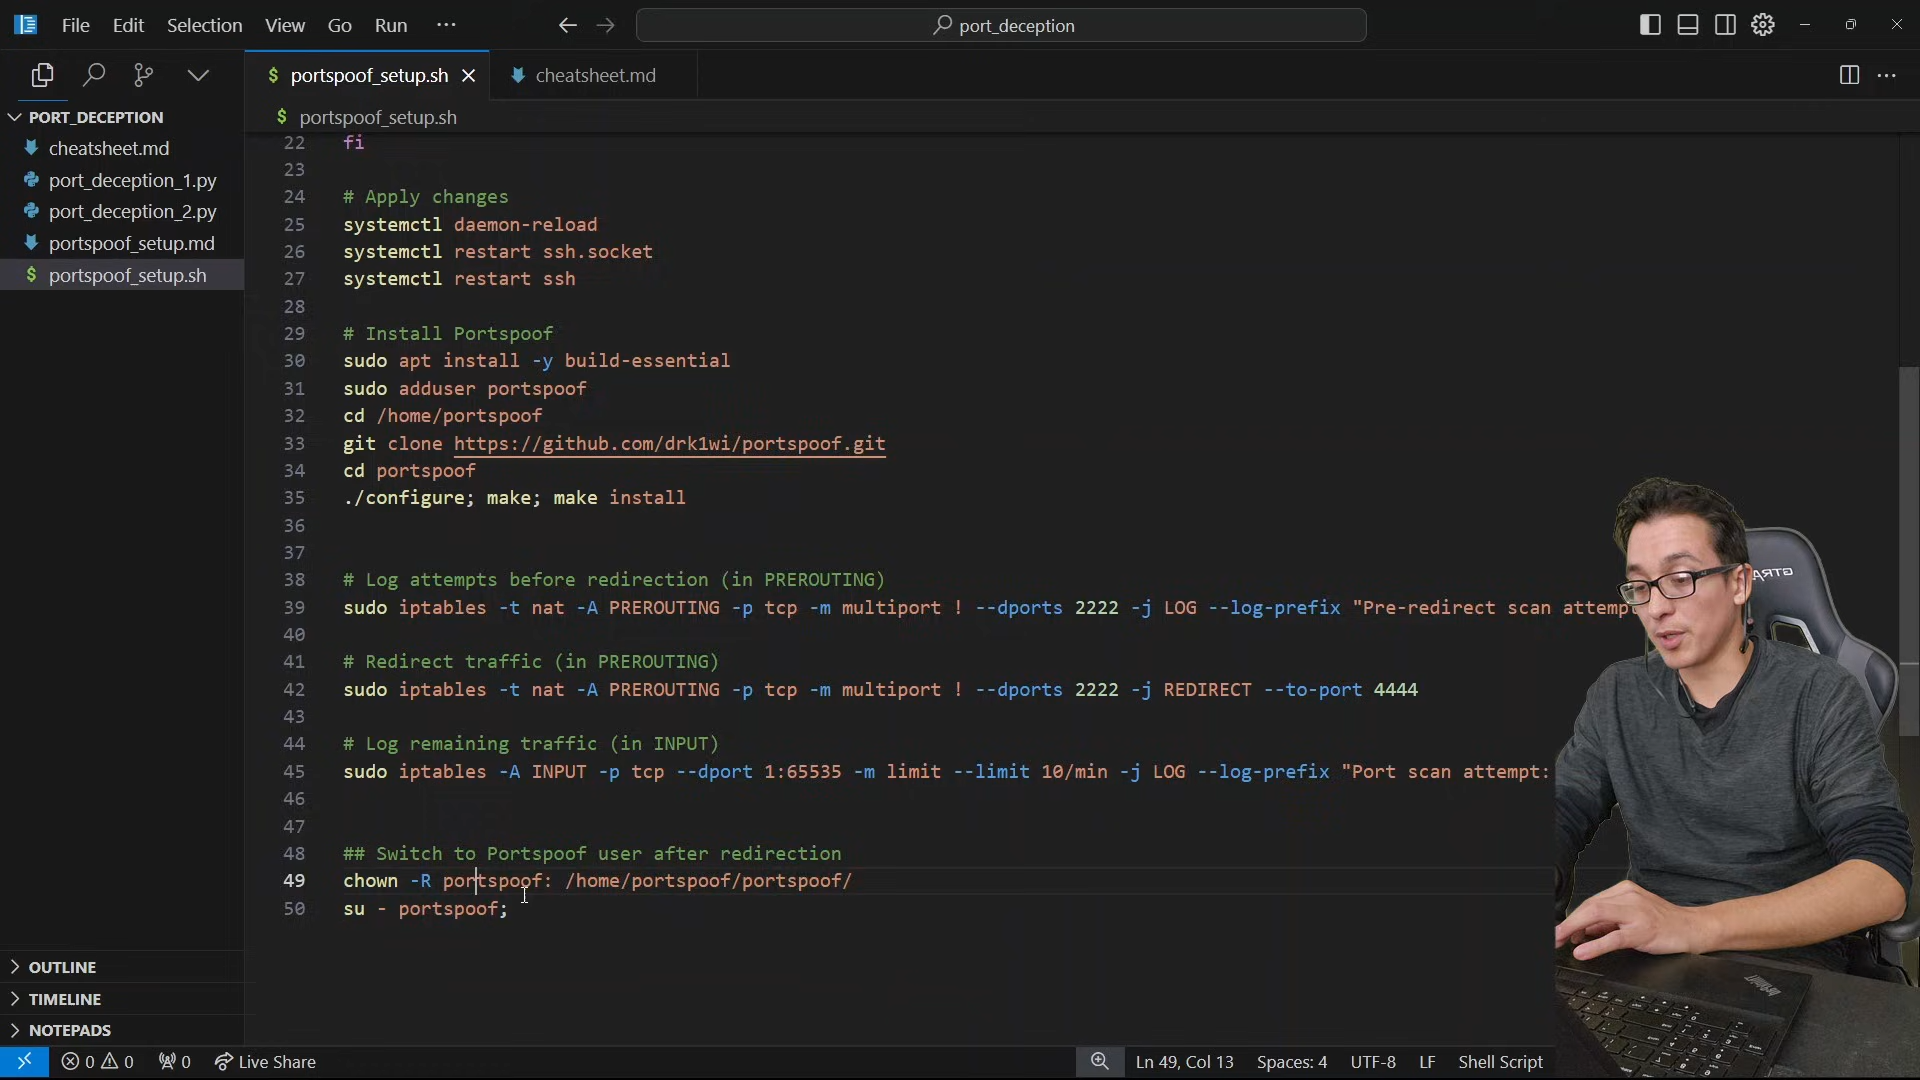 File Edit Selection View Go Run ...
port_deception
portspoof_setup.sh
cheatsheet.md
PORT_DECEPTION
cheatsheet.md
port_deception_1.py
port_deception_2.py
portspoof_setup.md
$ portspoof_setup.sh
OUTLINE
TIMELINE
NOTEPADS
$ portspoof_setup.sh
22 fi
23
24 # Apply changes
25 systemctl daemon-reload
26 systemctl restart ssh.socket
27 systemctl restart ssh
28
29 # Install Portspoof
30 sudo apt install -y build-essential
31 sudo adduser portspoof
32 cd /home/portspoof
33 git clone https://github.com/drk1wi/portspoof.git
34 cd portspoof
35 ./configure; make; make install
36
37
38 # Log attempts before redirection (in PREROUTING)
39 sudo iptables -t nat -A PREROUTING -p tcp -m multiport ! --dports 2222 -j LOG --log-prefix "Pre-redirect scan attemp
40
41 # Redirect traffic (in PREROUTING)
42 sudo iptables -t nat -A PREROUTING -p tcp -m multiport ! --dports 2222 -j REDIRECT --to-port 4444
43
44 # Log remaining traffic (in INPUT)
45 sudo iptables -A INPUT -p tcp --dport 1:65535 -m limit --limit 10/min -j LOG --log-prefix "Port scan attempt:
46
47
48 ## Switch to Portspoof user after redirection
49 chown -R portspoof: /home/portspoof/portspoof/
50 su - portspoof;
GTRA
0 0 0 Live Share
Ln 49, Col 13 Spaces: 4 UTF-8 LF Shell Script